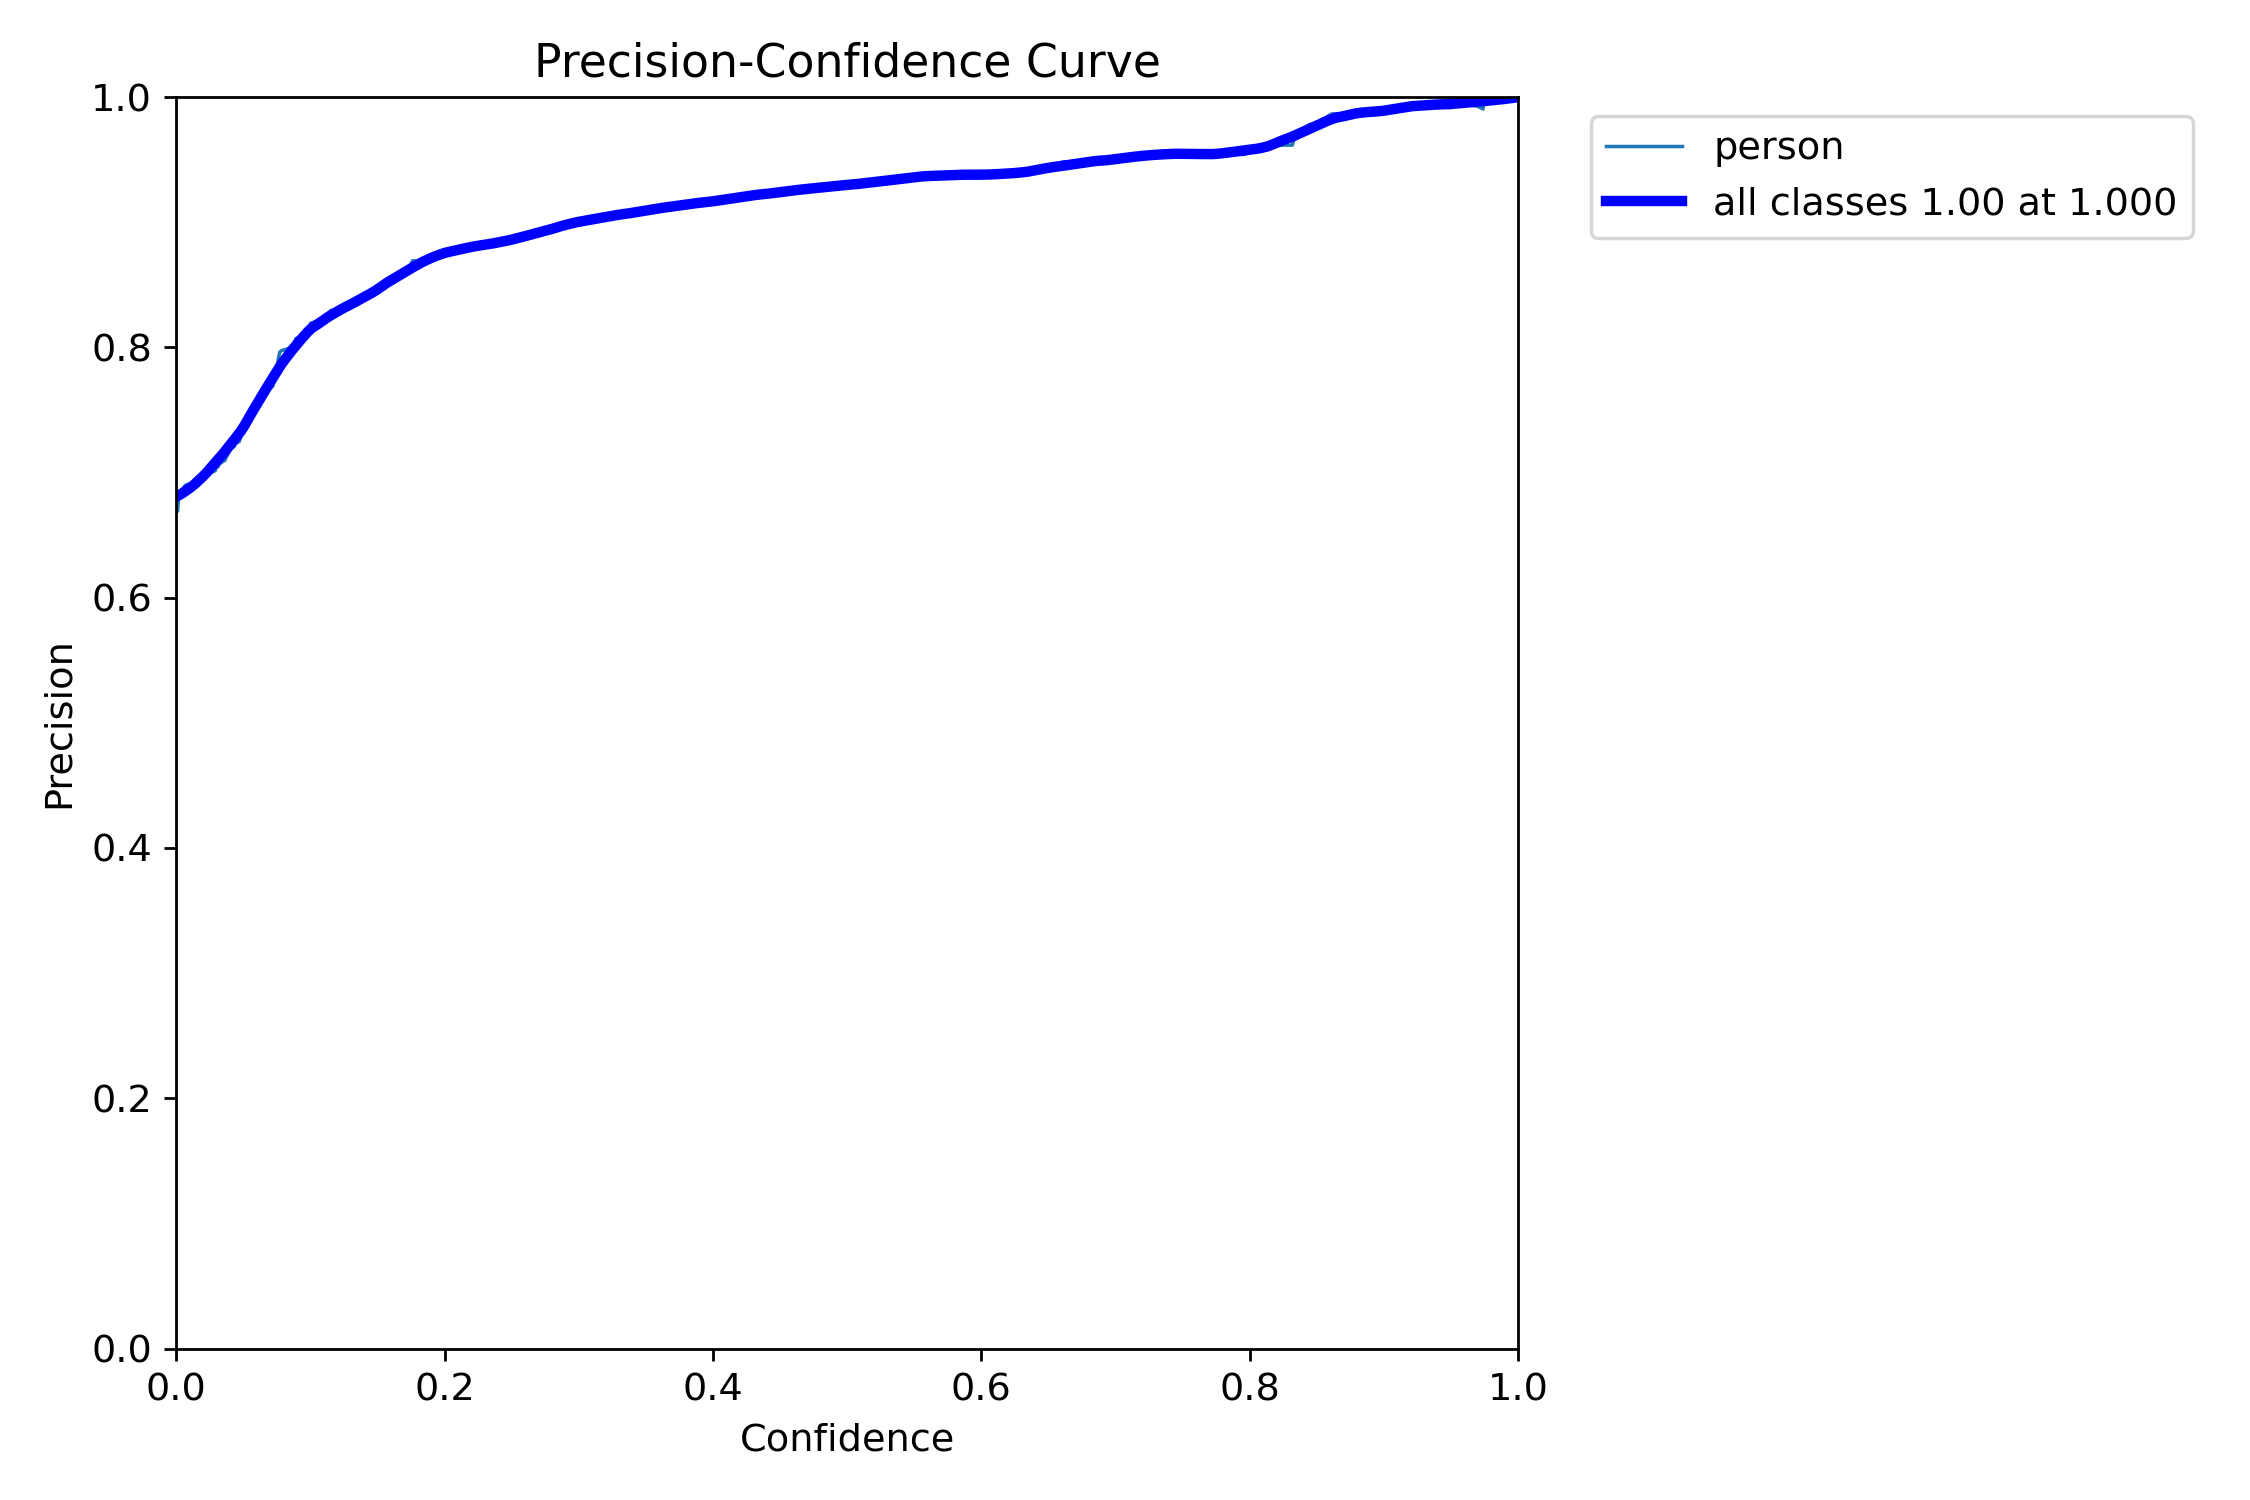 Precision-Confidence Curve
1.0
0.8
0.6
0.4
0.2
0.0
Precision
0.0 0.2 0.4 0.6 0.8 1.0
Confidence
person
all classes 1.00 at 1.000